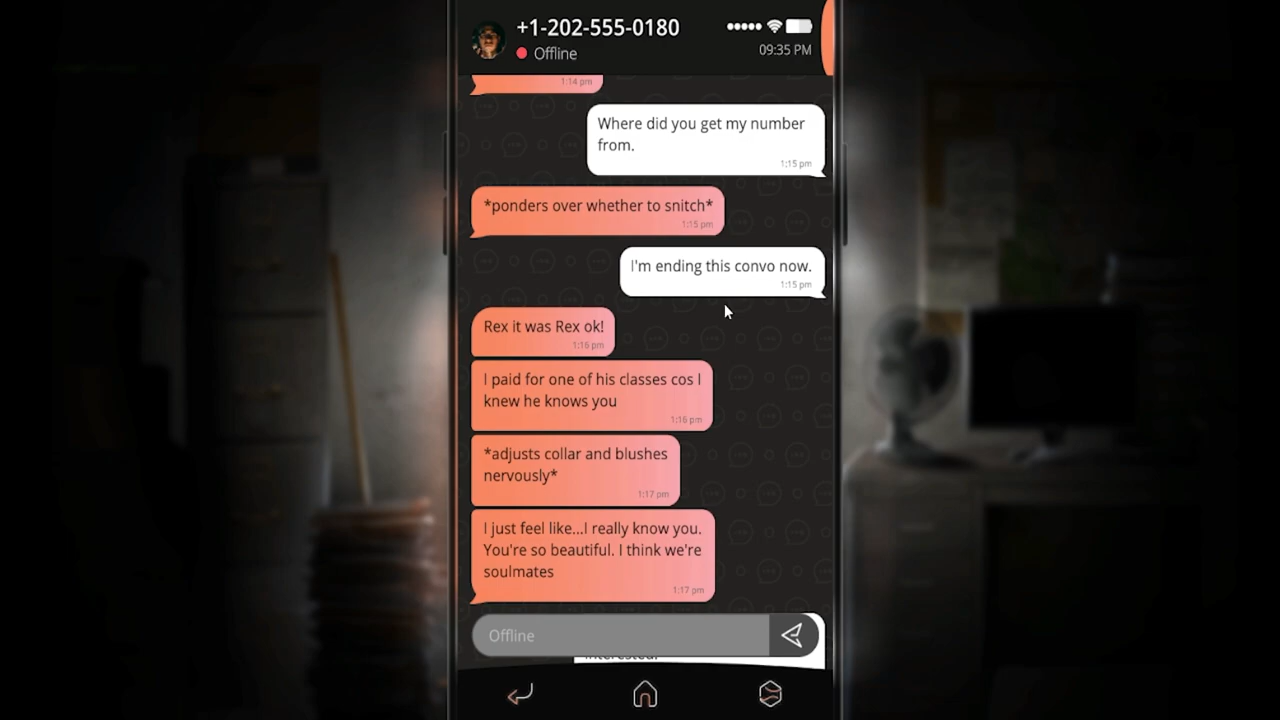 +1-202-555-0180
Offline
09:35 PM
1:14 pm
Where did you get my number
from.
1:15 pm
*ponders over whether to snitch*
1:15 pm
I'm ending this convo now.
1:15 pm
Rex it was Rex ok!
1:16 pm
I paid for one of his classes cos I
knew he knows you
1:16 pm
*adjusts collar and blushes
nervously*
1:17 pm
I just feel like...I really know you.
You're so beautiful. I think we're
soulmates
1:17 pm
Offline